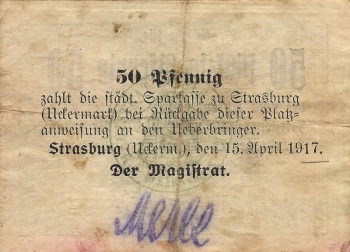 50 Pfennig
zahlt die städt. Sparkasse zu Strasburg
(Uckermark) bei Rückgabe dieser Platz-
anweisung an den Ueberbringer.
Strasburg (Uckerm.), den 15. April 1917.
Der Magistrat.